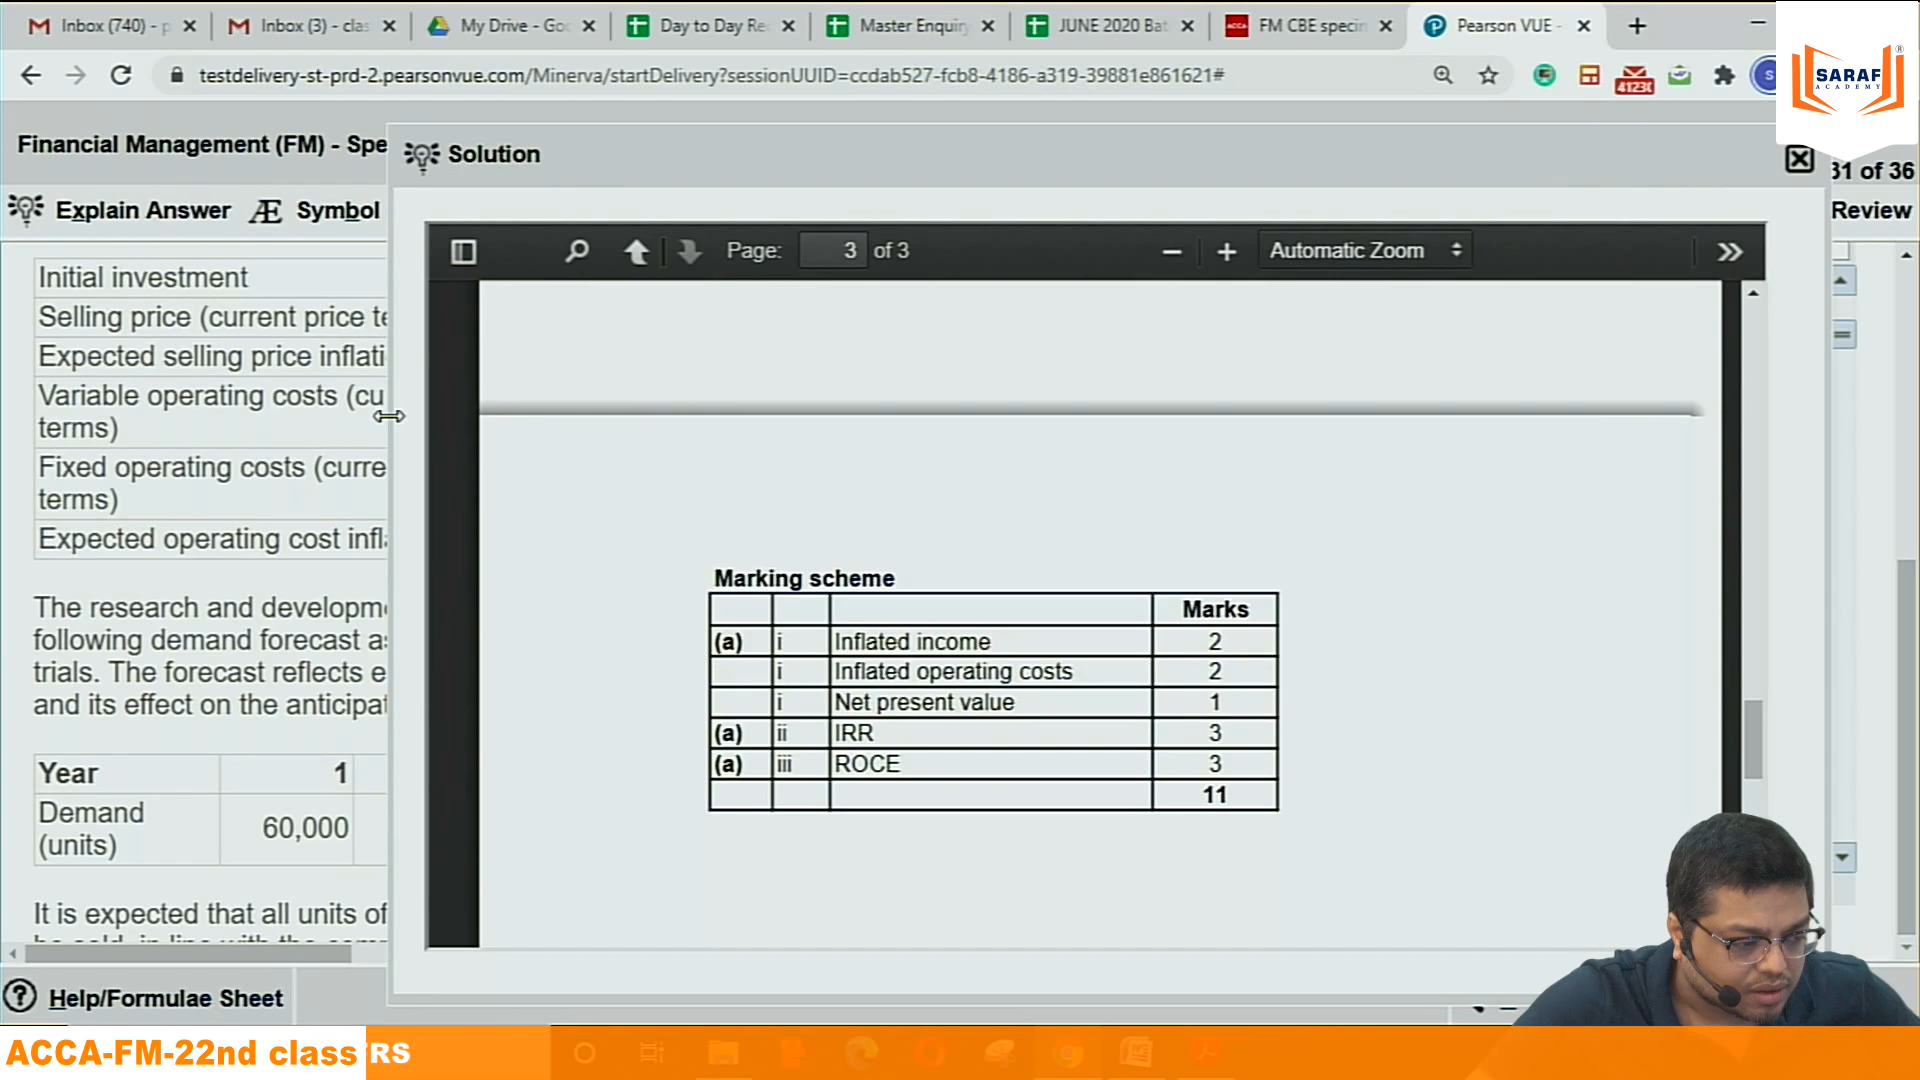 Inbox (740) - p
Inbox (3) - clas
My Drive - Goo
Day to Day Re
Master Enquiry
JUNE 2020 Bat
ACCA
FM CBE specin
Pearson VUE -
testdelivery-st-prd-2.pearsonvue.com/Minerva/startDelivery?sessionUUID=ccdab527-fcb8-4186-a319-39881e861621#
SARAF
ACADEMY
Financial Management (FM) - Spe
Solution
31 of 36
Explain Answer
Symbol
Review
Page: 3 of 3
Automatic Zoom
Initial investment
Selling price (current price te
Expected selling price inflati
Variable operating costs (cu
terms)
Fixed operating costs (curre
terms)
Expected operating cost infl
The research and developm
following demand forecast a
trials. The forecast reflects e
and its effect on the anticipat
Year 1
Demand
(units) 60,000
It is expected that all units of
Marking scheme
Marks
(a) i Inflated income 2
i Inflated operating costs 2
i Net present value 1
(a) ii IRR 3
(a) iii ROCE 3
11
Help/Formulae Sheet
ACCA-FM-22nd class
RS